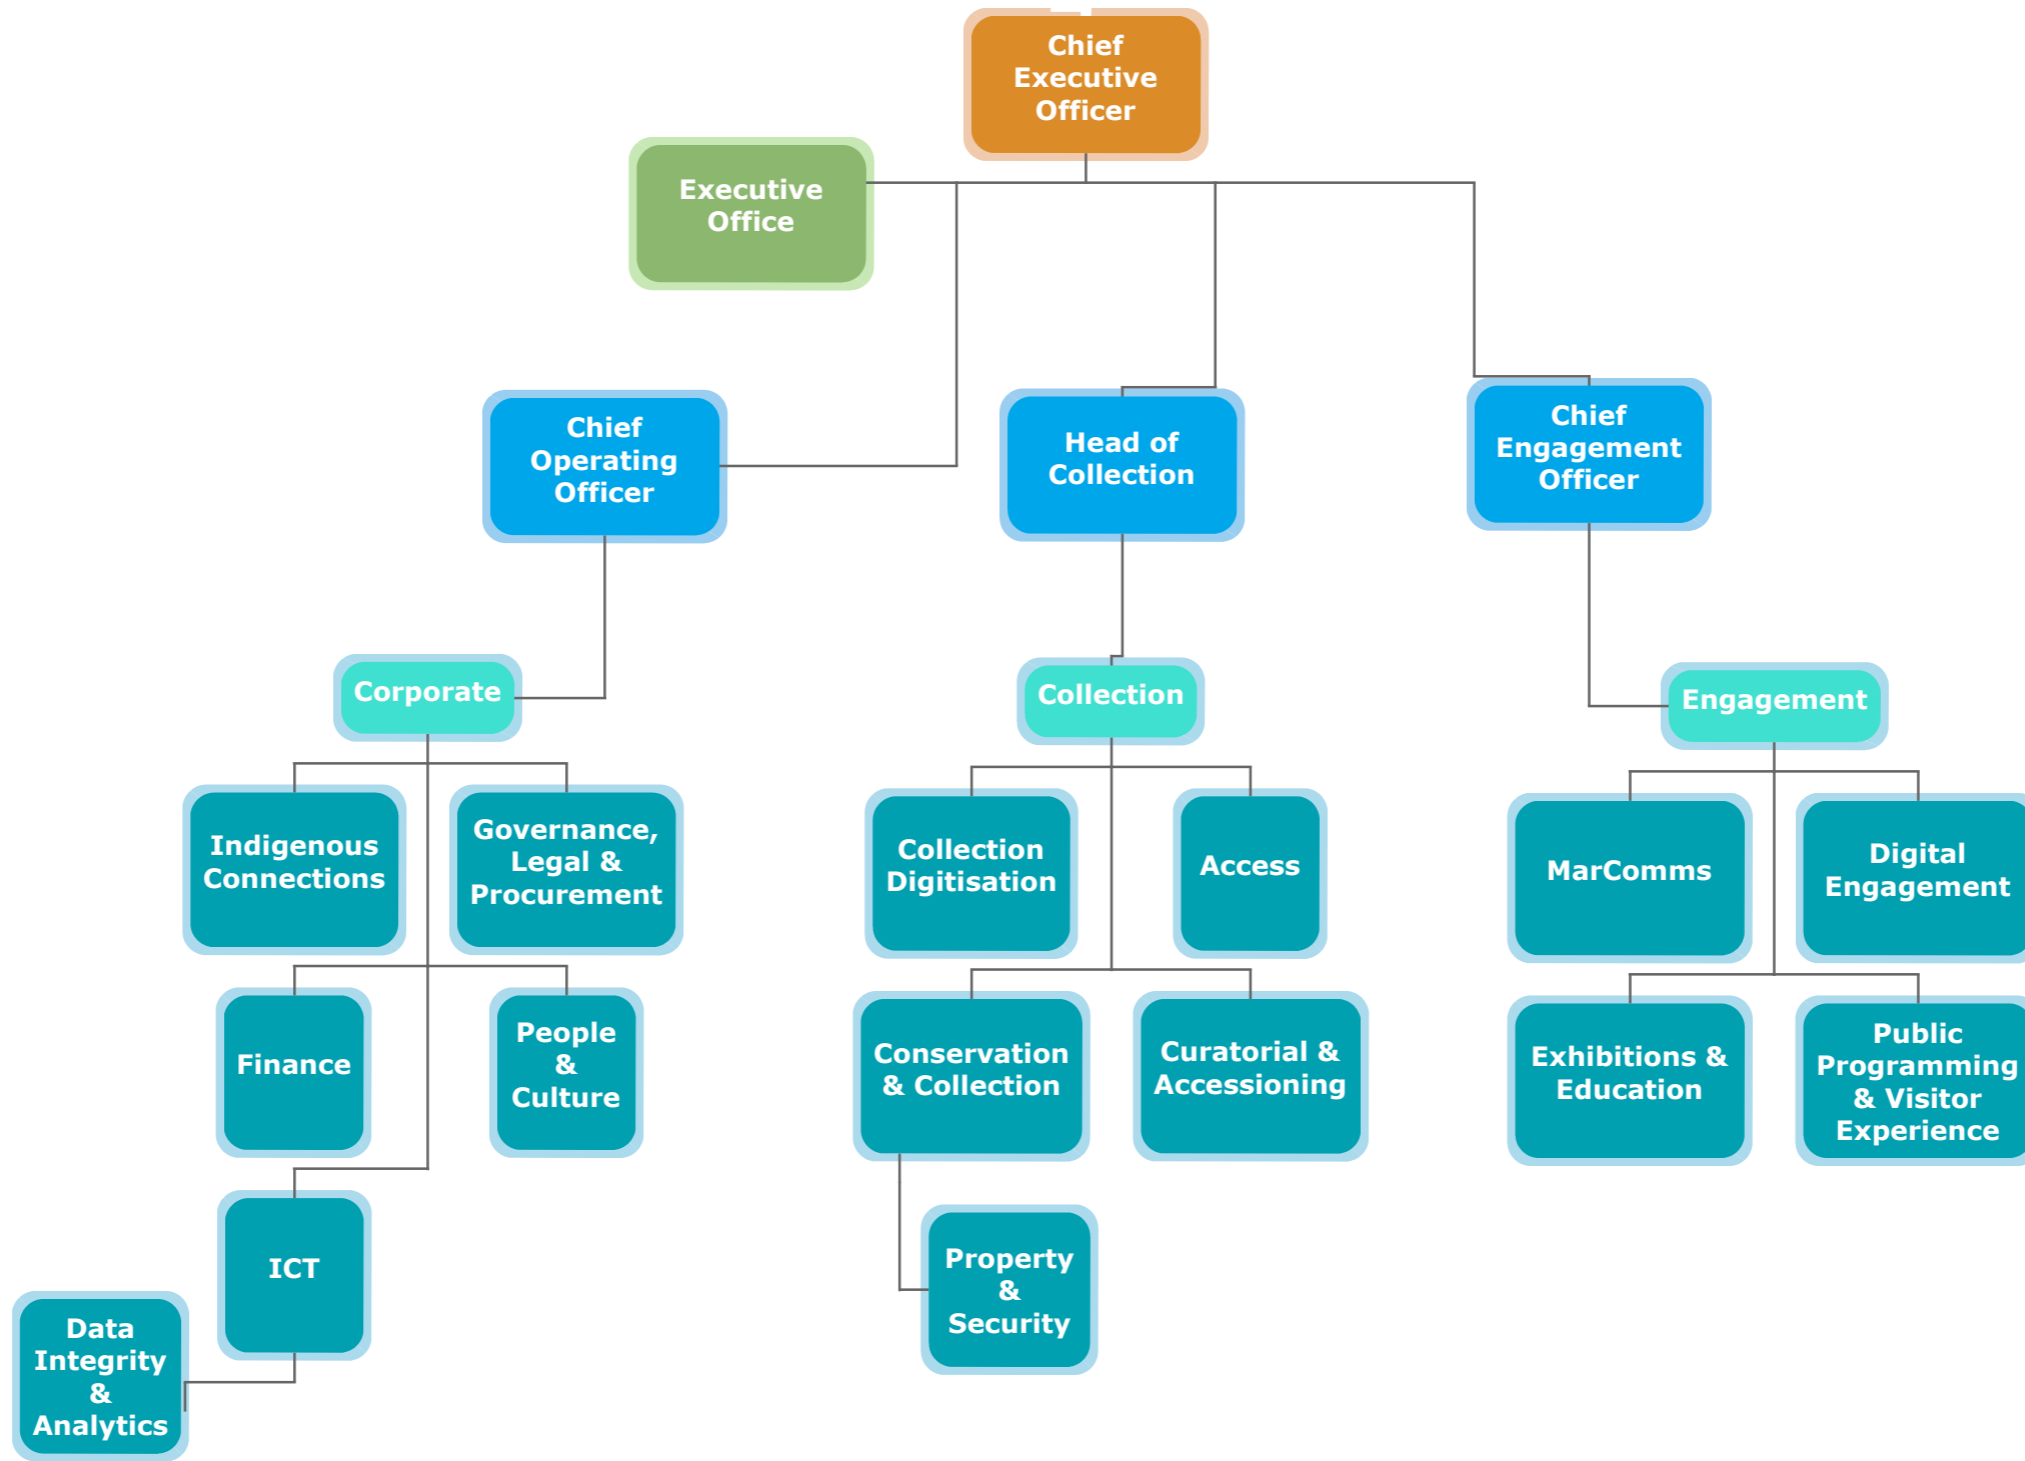 Chief
Executive
Officer
Executive
Office
Chief
Operating
Officer
Head of
Collection
Chief
Engagement
Officer
Corporate
Collection
Engagement
Indigenous
Connections
Governance,
Legal &
Procurement
Collection
Digitisation
Access
MarComms
Digital
Engagement
Finance
People
&
Culture
Conservation
& Collection
Curatorial &
Accessioning
Exhibitions &
Education
Public
Programming
& Visitor
Experience
ICT
Property
&
Security
Data
Integrity
&
Analytics